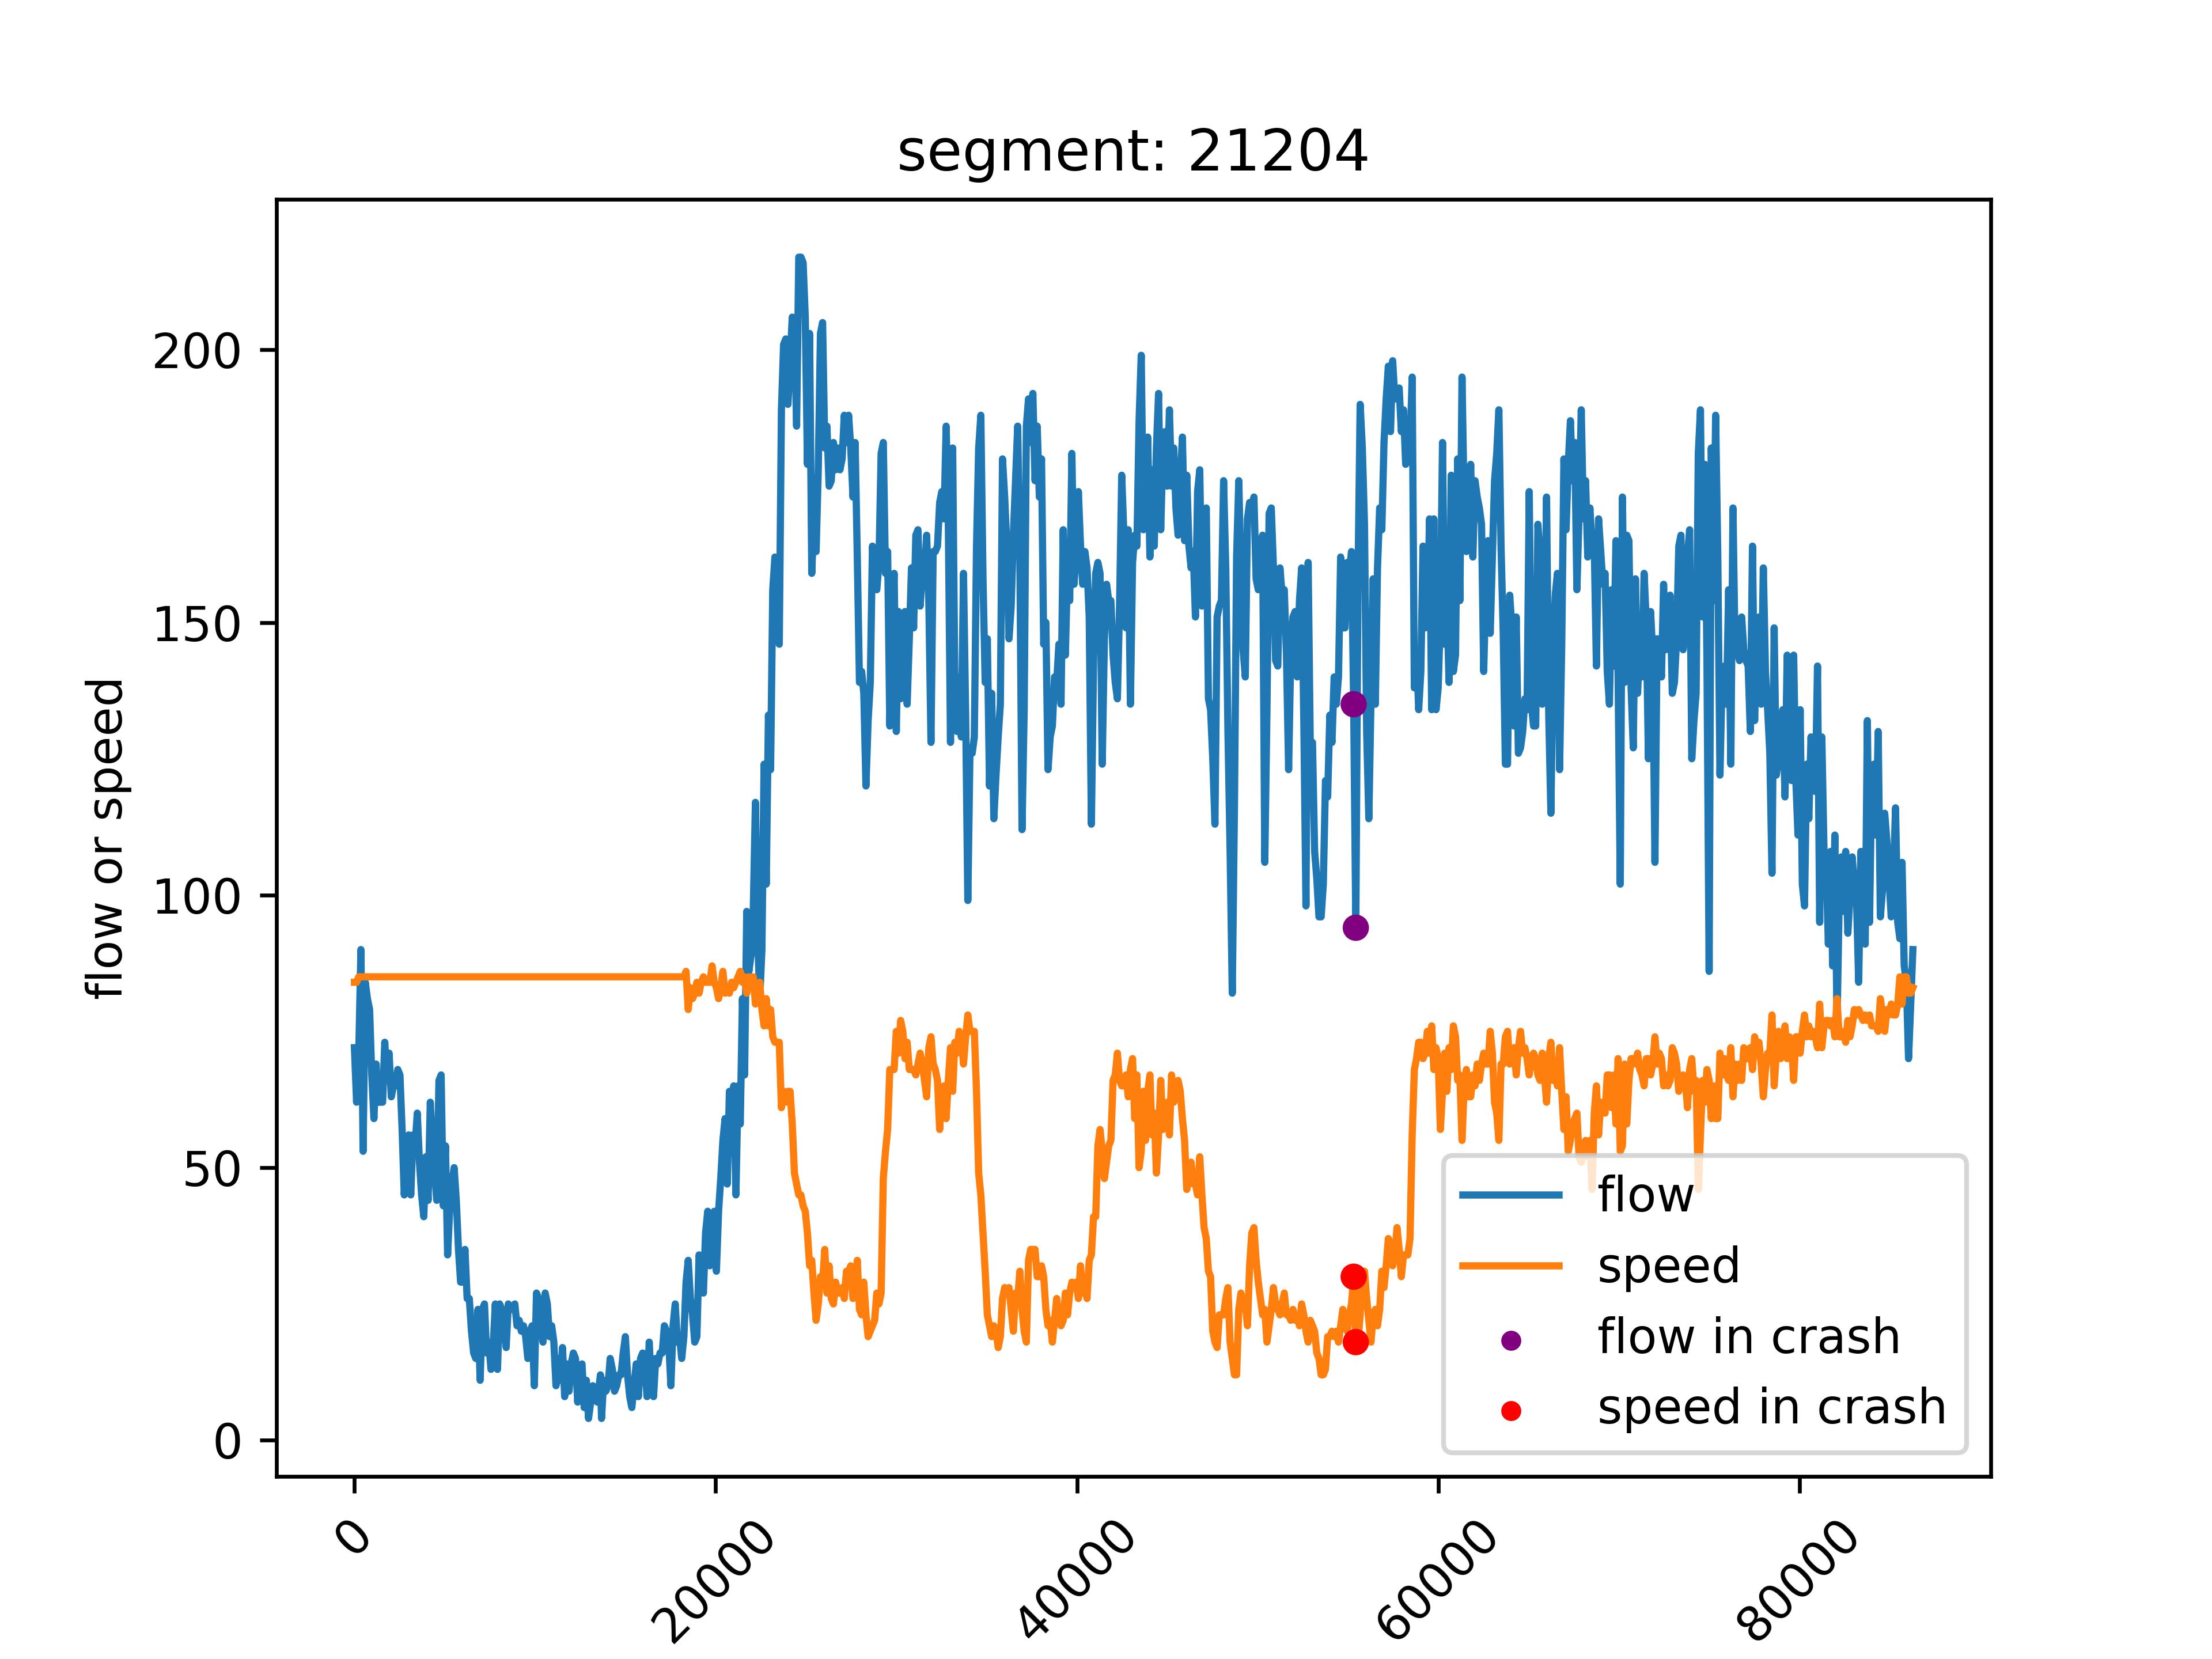 segment: 21204
flow or speed
200
150
100
50
0
0
20000
40000
60000
80000
flow
speed
flow in crash
speed in crash